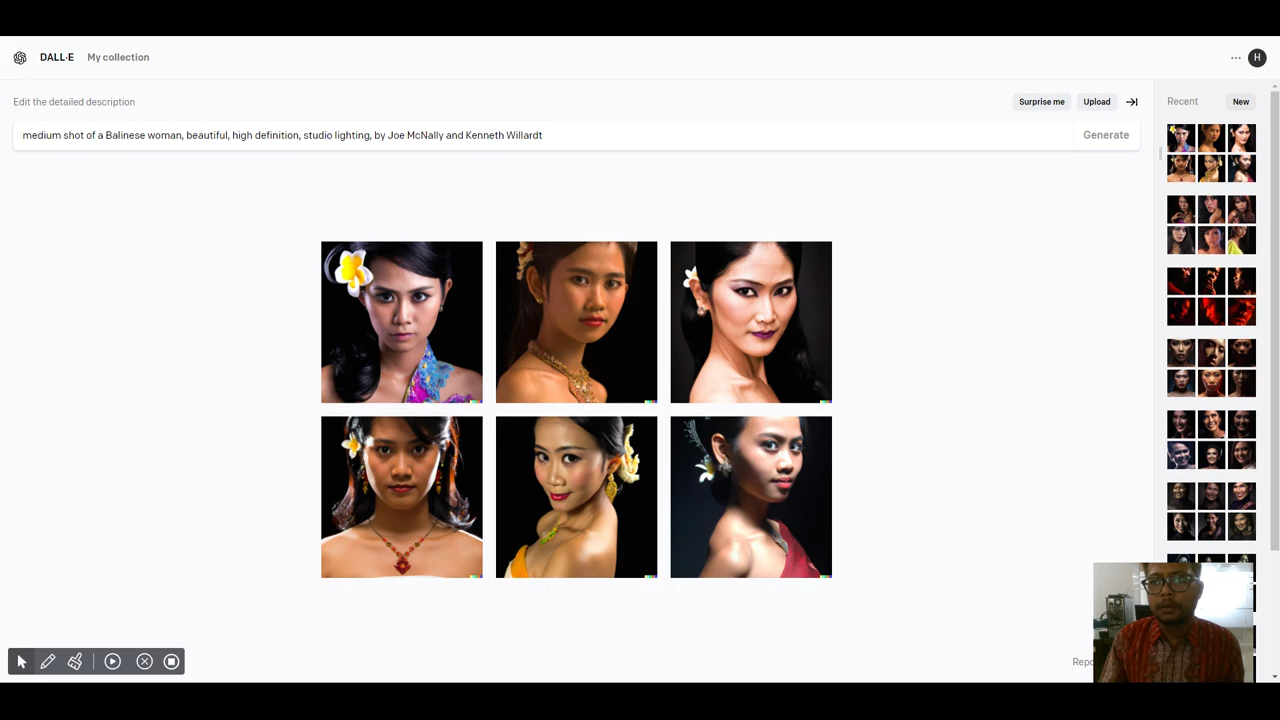 DALL·E My collection
··· H
Edit the detailed description
Surprise me Upload
Recent New
medium shot of a Balinese woman, beautiful, high definition, studio lighting, by Joe McNally and Kenneth Willardt
Generate
Repo